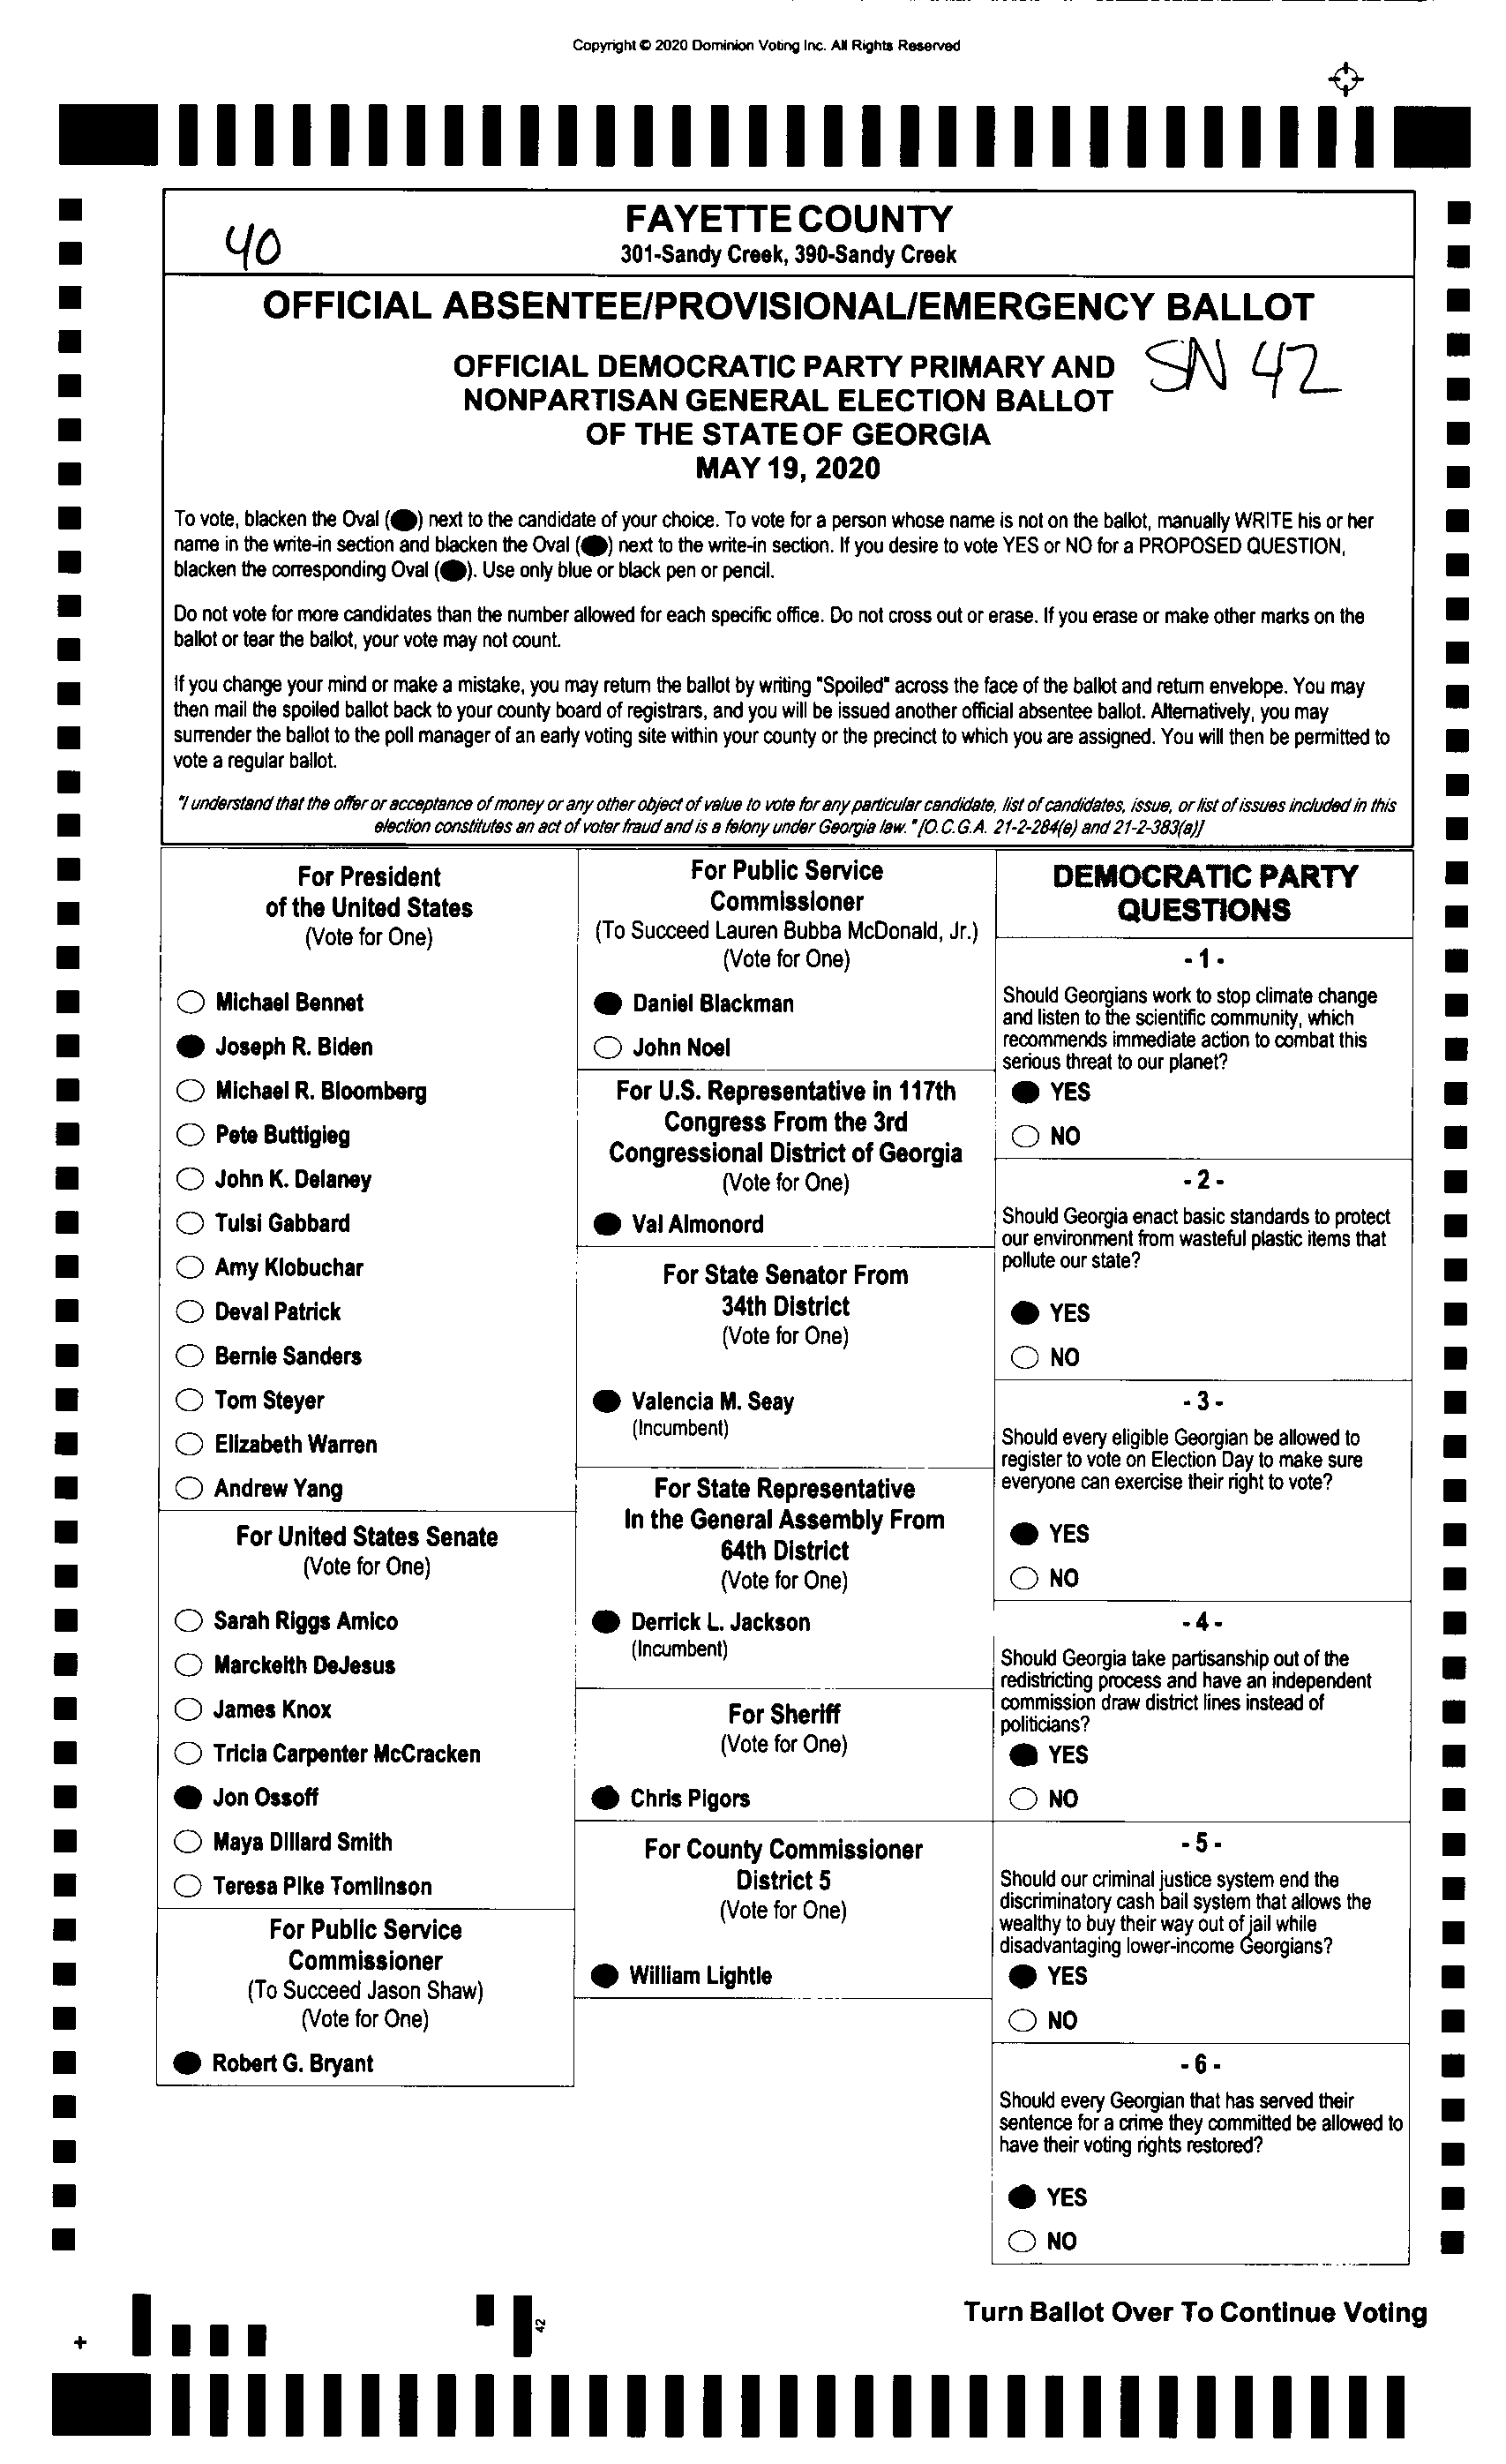 Copyright © 2020 Dominion Voting Inc. All Rights Reserved
40
FAYETTE COUNTY
301-Sandy Creek, 390-Sandy Creek
OFFICIAL ABSENTEE/PROVISIONAL/EMERGENCY BALLOT
OFFICIAL DEMOCRATIC PARTY PRIMARY AND
NONPARTISAN GENERAL ELECTION BALLOT
OF THE STATE OF GEORGIA
MAY 19, 2020
SN 42
To vote, blacken the Oval (●) next to the candidate of your choice. To vote for a person whose name is not on the ballot, manually WRITE his or her
name in the write-in section and blacken the Oval (●) next to the write-in section. If you desire to vote YES or NO for a PROPOSED QUESTION,
blacken the corresponding Oval (●). Use only blue or black pen or pencil.
Do not vote for more candidates than the number allowed for each specific office. Do not cross out or erase. If you erase or make other marks on the
ballot or tear the ballot, your vote may not count.
If you change your mind or make a mistake, you may return the ballot by writing "Spoiled" across the face of the ballot and return envelope. You may
then mail the spoiled ballot back to your county board of registrars, and you will be issued another official absentee ballot. Alternatively, you may
surrender the ballot to the poll manager of an early voting site within your county or the precinct to which you are assigned. You will then be permitted to
vote a regular ballot.
"I understand that the offer or acceptance of money or any other object of value to vote for any particular candidate, list of candidates, issue, or list of issues included in this
election constitutes an act of voter fraud and is a felony under Georgia law." [O.C.G.A. 21-2-284(e) and 21-2-383(a)]
For President
of the United States
(Vote for One)
Michael Bennet
Joseph R. Biden
Michael R. Bloomberg
Pete Buttigieg
John K. Delaney
Tulsi Gabbard
Amy Klobuchar
Deval Patrick
Bernie Sanders
Tom Steyer
Elizabeth Warren
Andrew Yang
For United States Senate
(Vote for One)
Sarah Riggs Amico
Marckeith DeJesus
James Knox
Tricia Carpenter McCracken
Jon Ossoff
Maya Dillard Smith
Teresa Pike Tomlinson
For Public Service
Commissioner
(To Succeed Jason Shaw)
(Vote for One)
Robert G. Bryant
For Public Service
Commissioner
(To Succeed Lauren Bubba McDonald, Jr.)
(Vote for One)
Daniel Blackman
John Noel
For U.S. Representative in 117th
Congress From the 3rd
Congressional District of Georgia
(Vote for One)
Val Almonord
For State Senator From
34th District
(Vote for One)
Valencia M. Seay
(Incumbent)
For State Representative
In the General Assembly From
64th District
(Vote for One)
Derrick L. Jackson
(Incumbent)
For Sheriff
(Vote for One)
Chris Pigors
For County Commissioner
District 5
(Vote for One)
William Lightle
DEMOCRATIC PARTY
QUESTIONS
- 1 -
Should Georgians work to stop climate change
and listen to the scientific community, which
recommends immediate action to combat this
serious threat to our planet?
YES
NO
- 2 -
Should Georgia enact basic standards to protect
our environment from wasteful plastic items that
pollute our state?
YES
NO
- 3 -
Should every eligible Georgian be allowed to
register to vote on Election Day to make sure
everyone can exercise their right to vote?
YES
NO
- 4 -
Should Georgia take partisanship out of the
redistricting process and have an independent
commission draw district lines instead of
politicians?
YES
NO
- 5 -
Should our criminal justice system end the
discriminatory cash bail system that allows the
wealthy to buy their way out of jail while
disadvantaging lower-income Georgians?
YES
NO
- 6 -
Should every Georgian that has served their
sentence for a crime they committed be allowed to
have their voting rights restored?
YES
NO
Turn Ballot Over To Continue Voting
42